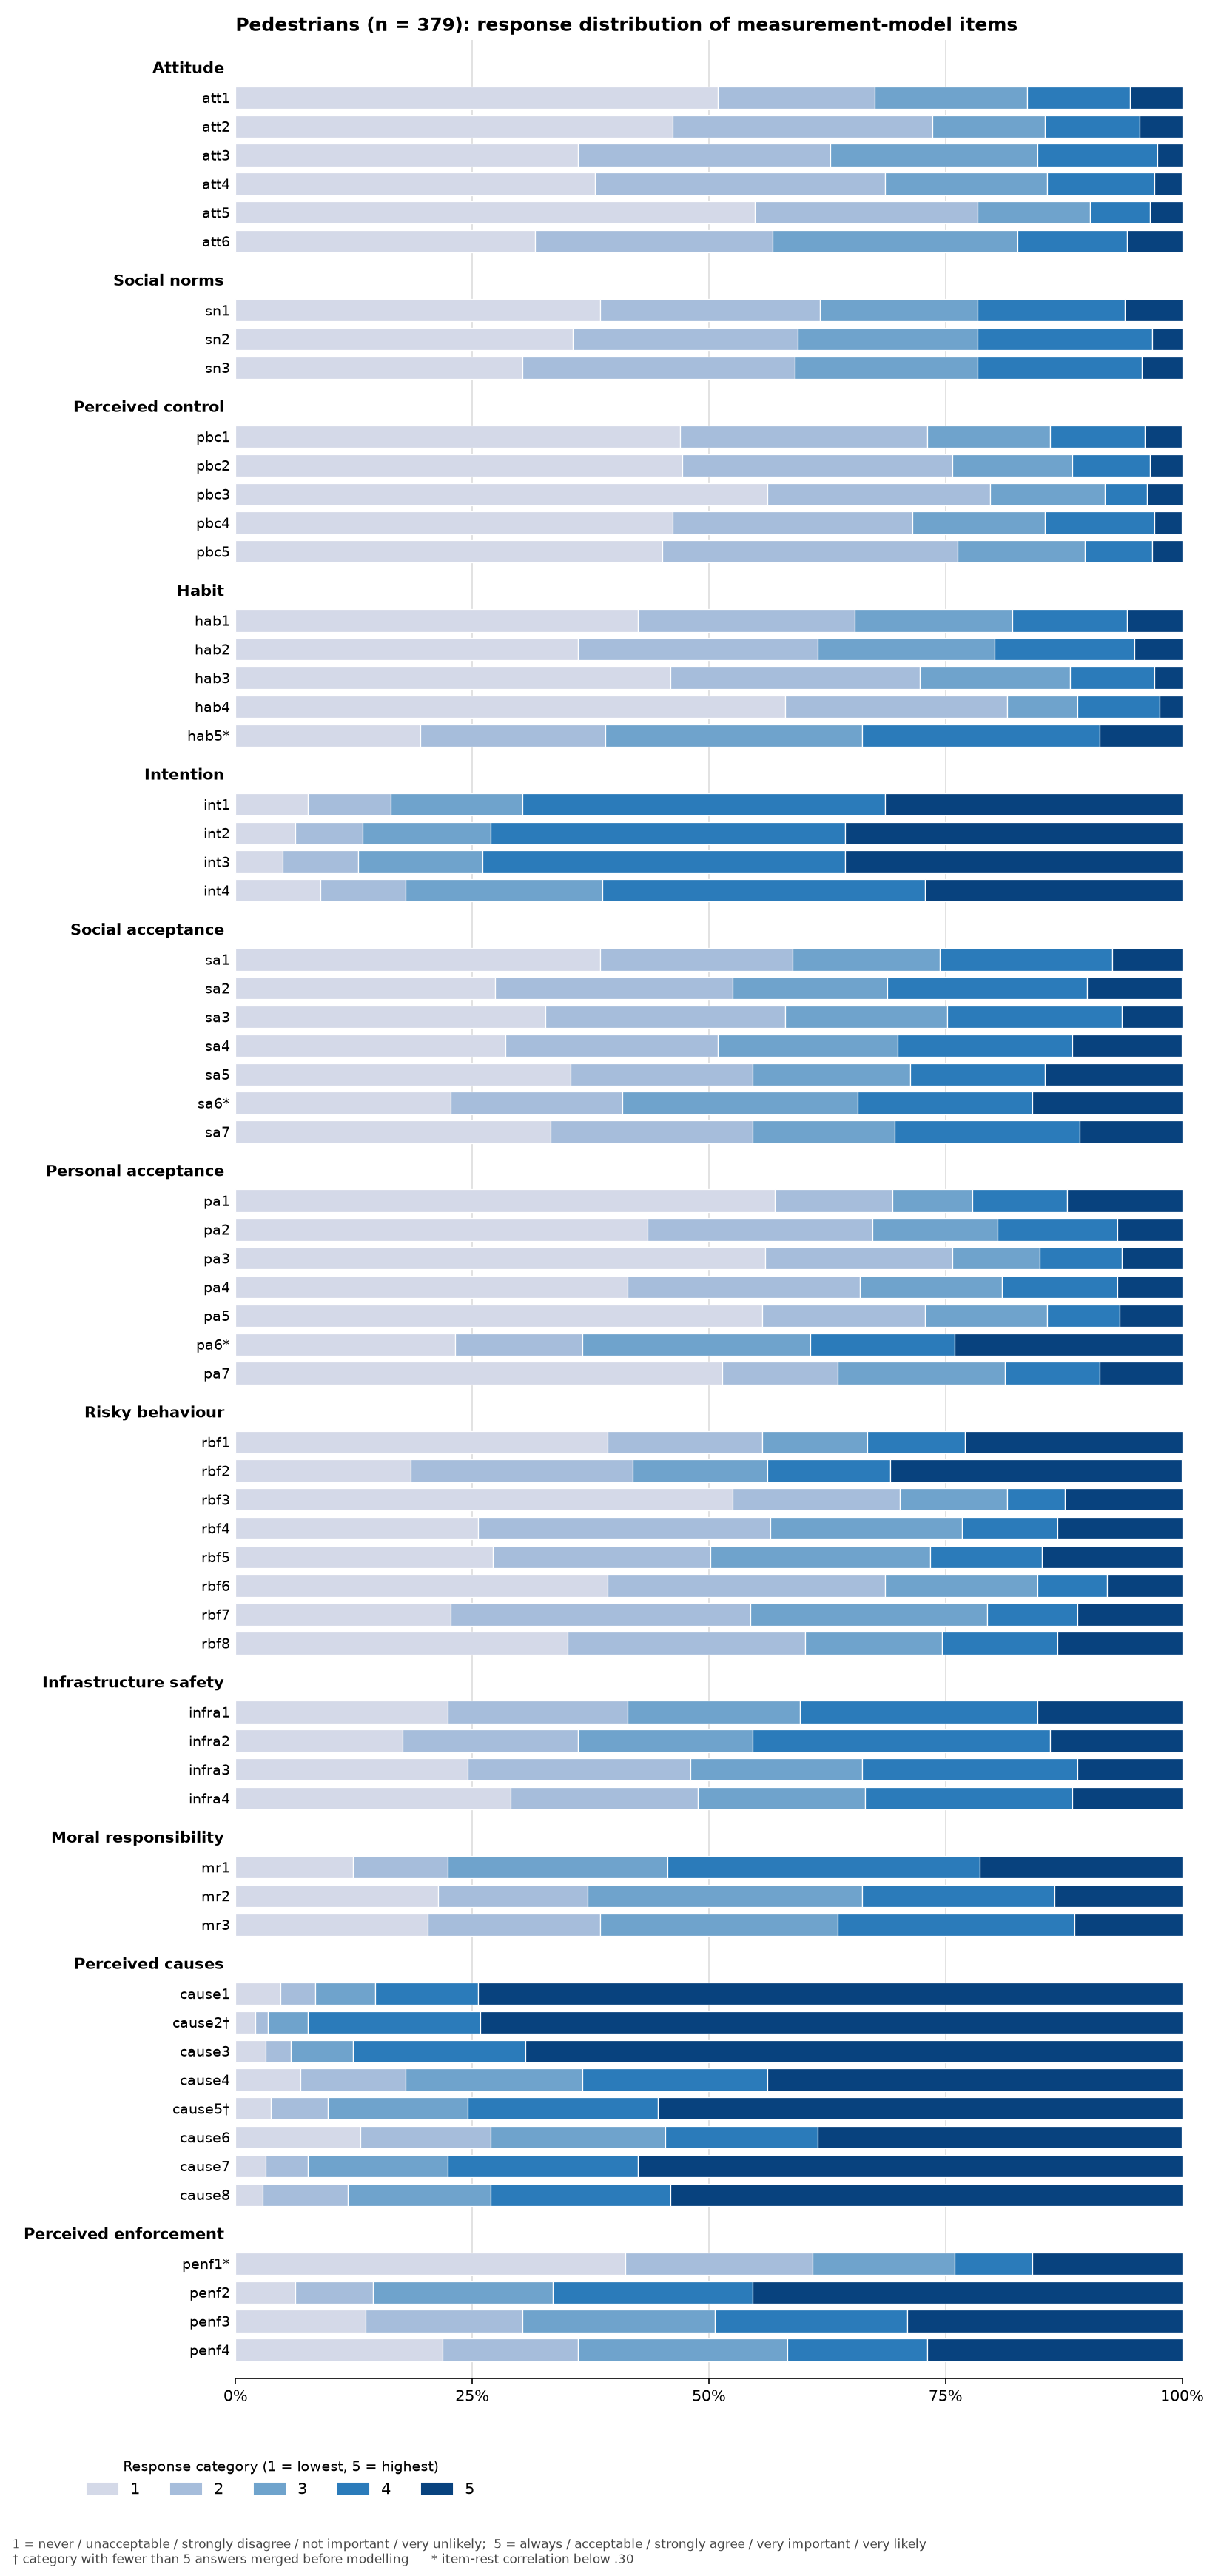 Pedestrians (n = 379): response distribution of measurement-model items
Attitude
att1
att2
att3
att4
att5
att6
Social norms
sn1
sn2
sn3
Perceived control
pbc1
pbc2
pbc3
pbc4
pbc5
Habit
hab1
hab2
hab3
hab4
hab5*
Intention
int1
int2
int3
int4
Social acceptance
sa1
sa2
sa3
sa4
sa5
sa6*
sa7
Personal acceptance
pa1
pa2
pa3
pa4
pa5
pa6*
pa7
Risky behaviour
rbf1
rbf2
rbf3
rbf4
rbf5
rbf6
rbf7
rbf8
Infrastructure safety
infra1
infra2
infra3
infra4
Moral responsibility
mr1
mr2
mr3
Perceived causes
cause1
cause2†
cause3
cause4
cause5†
cause6
cause7
cause8
Perceived enforcement
penf1*
penf2
penf3
penf4
0% 25% 50% 75% 100%
Response category (1 = lowest, 5 = highest)
1 2 3 4 5
1 = never / unacceptable / strongly disagree / not important / very unlikely;  5 = always / acceptable / strongly agree / very important / very likely
† category with fewer than 5 answers merged before modelling * item-rest correlation below .30